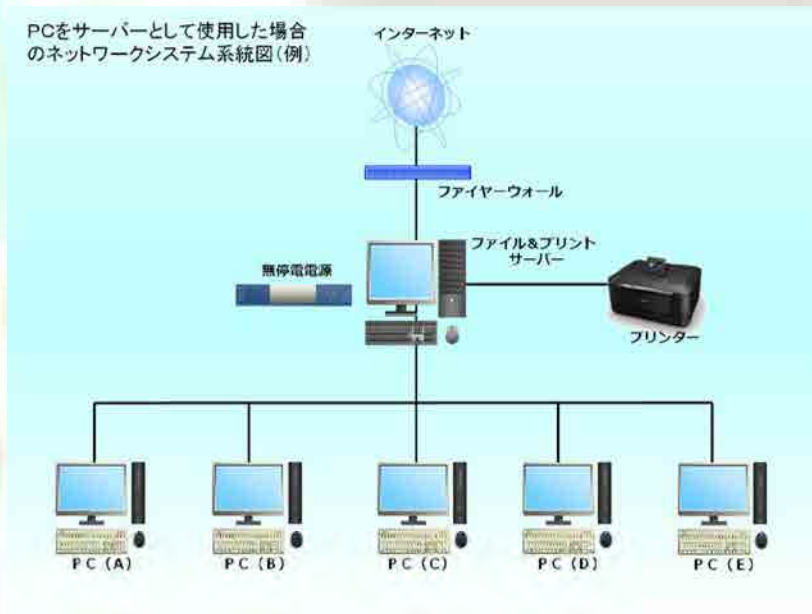 PCをサーバーとして使用した場合
のネットワークシステム系統図(例)
インターネット
ファイヤーウォール
ファイル&プリント
サーバー
無停電電源
プリンター
PC(A)
PC(B)
PC(C)
PC(D)
PC(E)